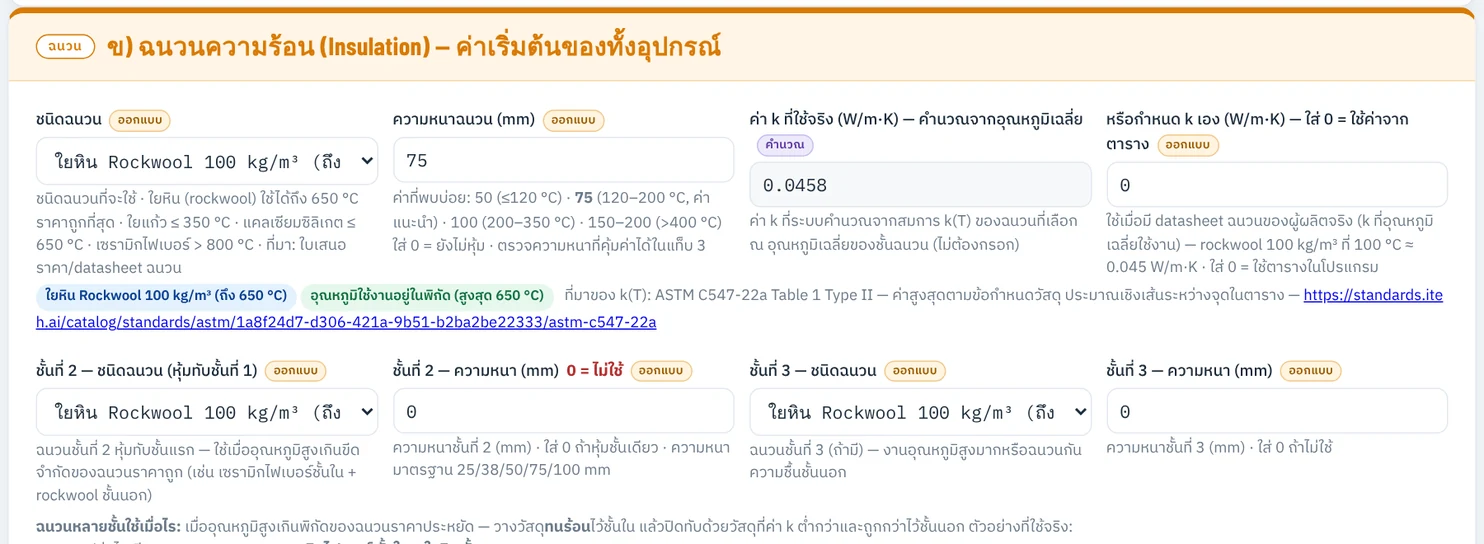 ฉนวน ข) ฉนวนความร้อน (Insulation) — ค่าเริ่มต้นของทั้งอุปกรณ์
ชนิดฉนวน ออกแบบ
ใยหิน Rockwool 100 kg/m³ (ถึง
ชนิดฉนวนที่จะใช้ · ใยหิน (rockwool) ใช้ได้ถึง 650 °C
ราคาถูกที่สุด · ใยแก้ว ≤ 350 °C · แคลเซียมซิลิเกต ≤
650 °C · เซรามิกไฟเบอร์ > 800 °C · ที่มา: ใบเสนอ
ราคา/datasheet ฉนวน
ความหนาฉนวน (mm) ออกแบบ
75
ค่าที่พบบ่อย: 50 (≤120 °C) · 75 (120–200 °C, ค่า
แนะนำ) · 100 (200–350 °C) · 150–200 (>400 °C)
ใส่ 0 = ยังไม่หุ้ม · ตรวจความหนาที่คุ้มค่าได้ในแท็บ 3
ค่า k ที่ใช้จริง (W/m·K) — คำนวณจากอุณหภูมิเฉลี่ย
คำนวณ
0.0458
ค่า k ที่ระบบคำนวณจากสมการ k(T) ของฉนวนที่เลือก
ณ อุณหภูมิเฉลี่ยของชั้นฉนวน (ไม่ต้องกรอก)
หรือกำหนด k เอง (W/m·K) — ใส่ 0 = ใช้ค่าจาก
ตาราง ออกแบบ
0
ใช้เมื่อมี datasheet ฉนวนของผู้ผลิตจริง (k ที่อุณหภูมิ
เฉลี่ยใช้งาน) — rockwool 100 kg/m³ ที่ 100 °C ≈
0.045 W/m·K · ใส่ 0 = ใช้ตารางในโปรแกรม
ใยหิน Rockwool 100 kg/m³ (ถึง 650 °C) อุณหภูมิใช้งานอยู่ในพิกัด (สูงสุด 650 °C) ที่มาของ k(T): ASTM C547-22a Table 1 Type II — ค่าสูงสุดตามข้อกำหนดวัสดุ ประมาณเชิงเส้นระหว่างจุดในตาราง — https://standards.ite
h.ai/catalog/standards/astm/1a8f24d7-d306-421a-9b51-b2ba2be22333/astm-c547-22a
ชั้นที่ 2 — ชนิดฉนวน (หุ้มทับชั้นที่ 1) ออกแบบ
ใยหิน Rockwool 100 kg/m³ (ถึง
ฉนวนชั้นที่ 2 หุ้มทับชั้นแรก — ใช้เมื่ออุณหภูมิสูงเกินขีด
จำกัดของฉนวนราคาถูก (เช่น เซรามิกไฟเบอร์ชั้นใน +
rockwool ชั้นนอก)
ชั้นที่ 2 — ความหนา (mm) 0 = ไม่ใช้ ออกแบบ
0
ความหนาชั้นที่ 2 (mm) · ใส่ 0 ถ้าหุ้มชั้นเดียว · ความหนา
มาตรฐาน 25/38/50/75/100 mm
ชั้นที่ 3 — ชนิดฉนวน ออกแบบ
ใยหิน Rockwool 100 kg/m³ (ถึง
ฉนวนชั้นที่ 3 (ถ้ามี) — งานอุณหภูมิสูงมากหรือฉนวนกัน
ความชื้นชั้นนอก
ชั้นที่ 3 — ความหนา (mm) ออกแบบ
0
ความหนาชั้นที่ 3 (mm) · ใส่ 0 ถ้าไม่ใช้
ฉนวนหลายชั้นใช้เมื่อไร: เมื่ออุณหภูมิสูงเกินพิกัดของฉนวนราคาประหยัด — วางวัสดุทนร้อนไว้ชั้นใน แล้วปิดทับด้วยวัสดุที่ค่า k ต่ำกว่าและถูกกว่าไว้ชั้นนอก ตัวอย่างที่ใช้จริง: